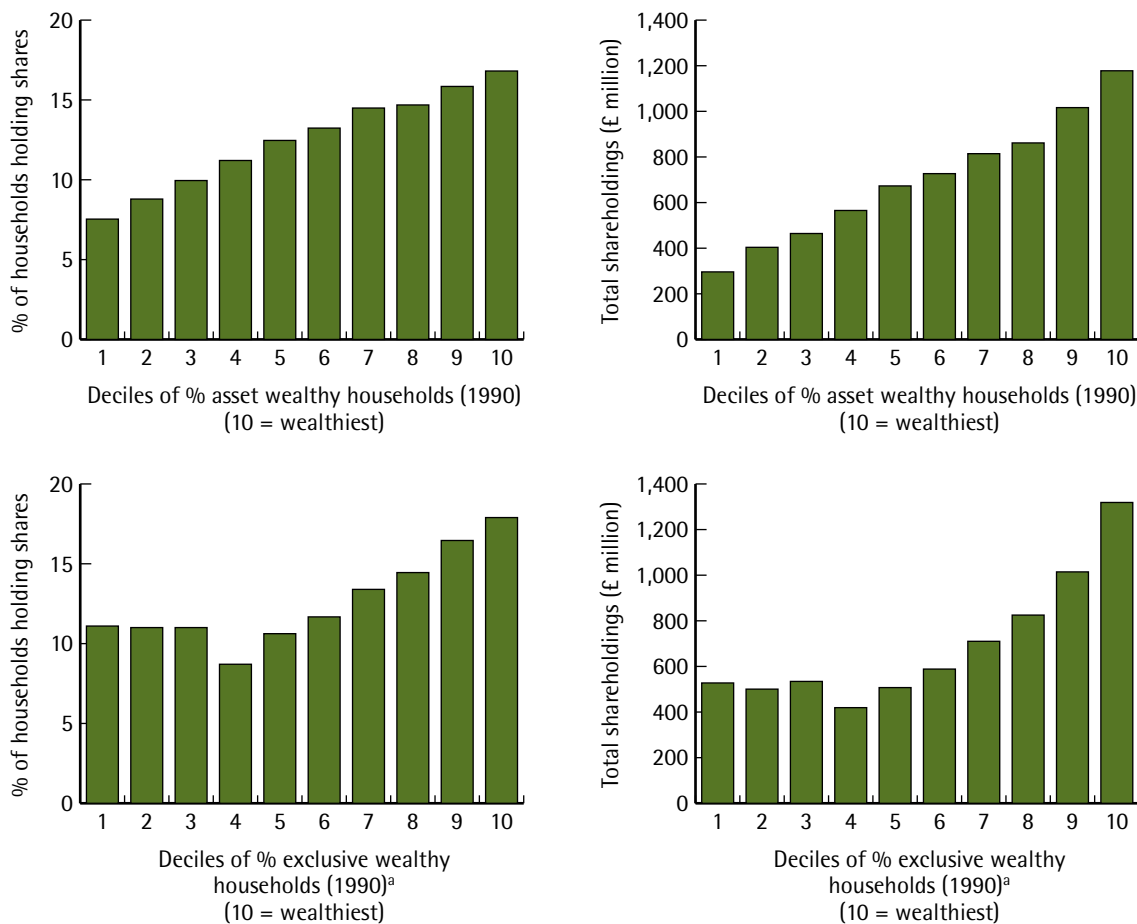 % of households holding shares
20
15
10
5
0
1 2 3 4 5 6 7 8 9 10
Deciles of % asset wealthy households (1990)
(10 = wealthiest)
Total shareholdings (£ million)
1,400
1,200
1,000
800
600
400
200
0
1 2 3 4 5 6 7 8 9 10
Deciles of % asset wealthy households (1990)
(10 = wealthiest)
% of households holding shares
20
15
10
5
0
1 2 3 4 5 6 7 8 9 10
Deciles of % exclusive wealthy
households (1990)ᵃ
(10 = wealthiest)
Total shareholdings (£ million)
1,400
1,200
1,000
800
600
400
200
0
1 2 3 4 5 6 7 8 9 10
Deciles of % exclusive wealthy
households (1990)ᵃ
(10 = wealthiest)